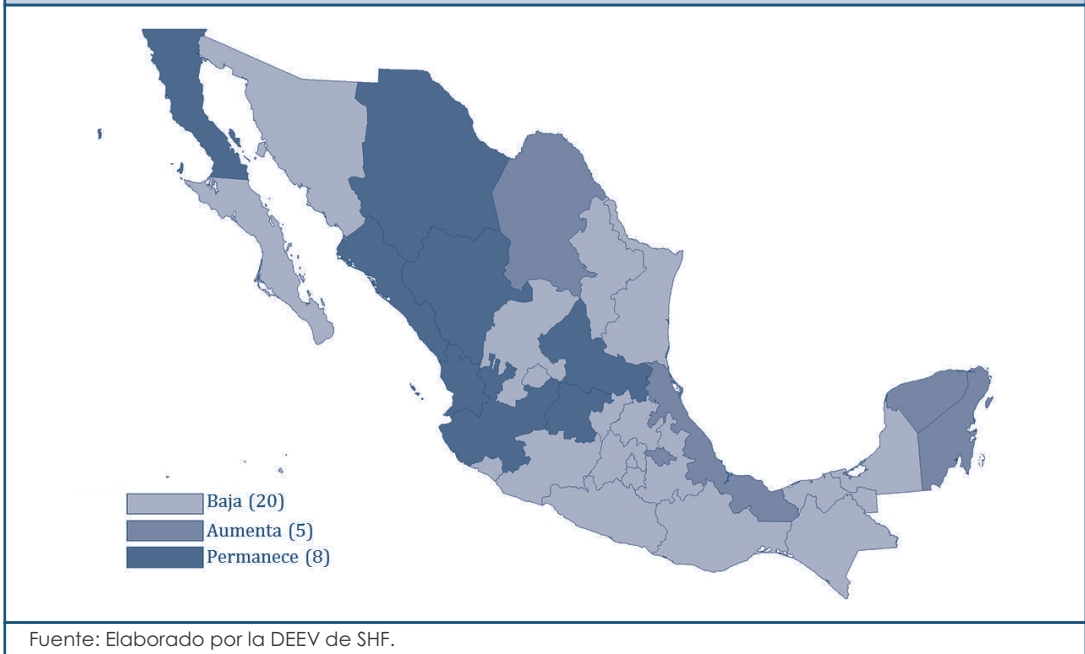 Baja (20)
Aumenta (5)
Permanece (8)
Fuente: Elaborado por la DEEV de SHF.